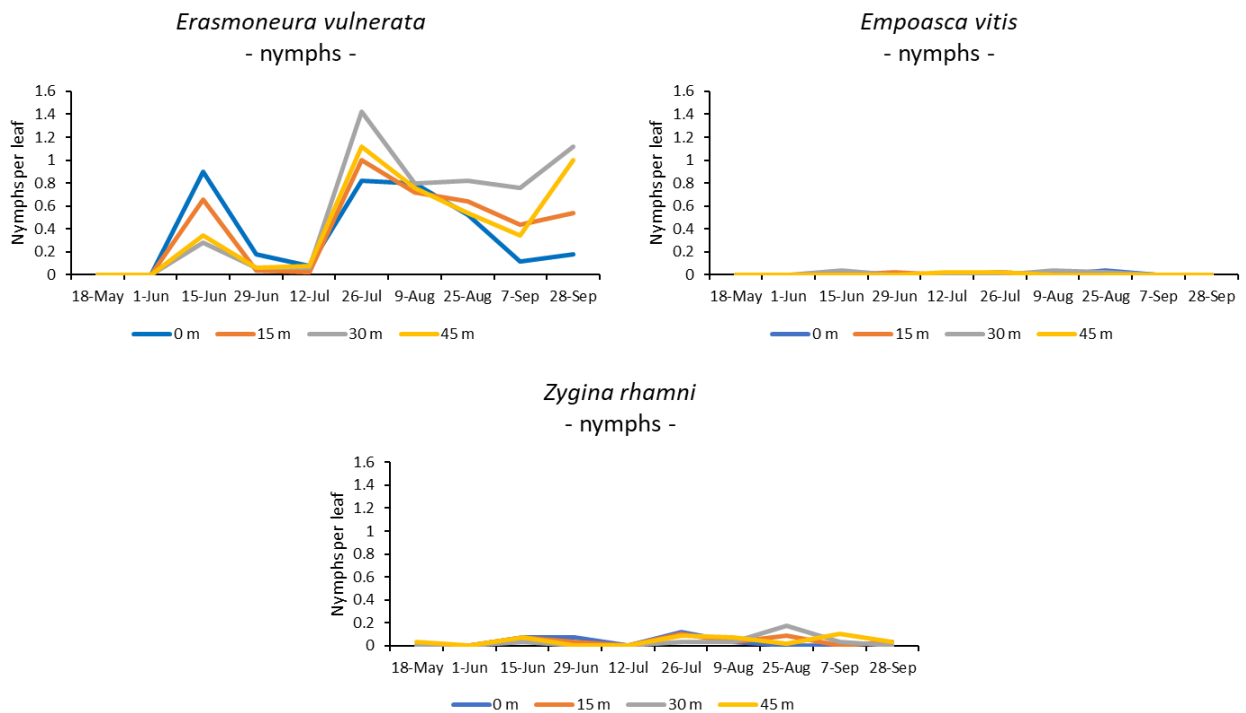 Erasmoneura vulnerata
- nymphs -
Nymphs per leaf
1.6
1.4
1.2
1
0.8
0.6
0.4
0.2
0
18-May 1-Jun 15-Jun 29-Jun 12-Jul 26-Jul 9-Aug 25-Aug 7-Sep 28-Sep
0 m 15 m 30 m 45 m
Empoasca vitis
- nymphs -
Nymphs per leaf
1.6
1.4
1.2
1
0.8
0.6
0.4
0.2
0
18-May 1-Jun 15-Jun 29-Jun 12-Jul 26-Jul 9-Aug 25-Aug 7-Sep 28-Sep
0 m 15 m 30 m 45 m
Zygina rhamni
- nymphs -
Nymphs per leaf
1.6
1.4
1.2
1
0.8
0.6
0.4
0.2
0
18-May 1-Jun 15-Jun 29-Jun 12-Jul 26-Jul 9-Aug 25-Aug 7-Sep 28-Sep
0 m 15 m 30 m 45 m